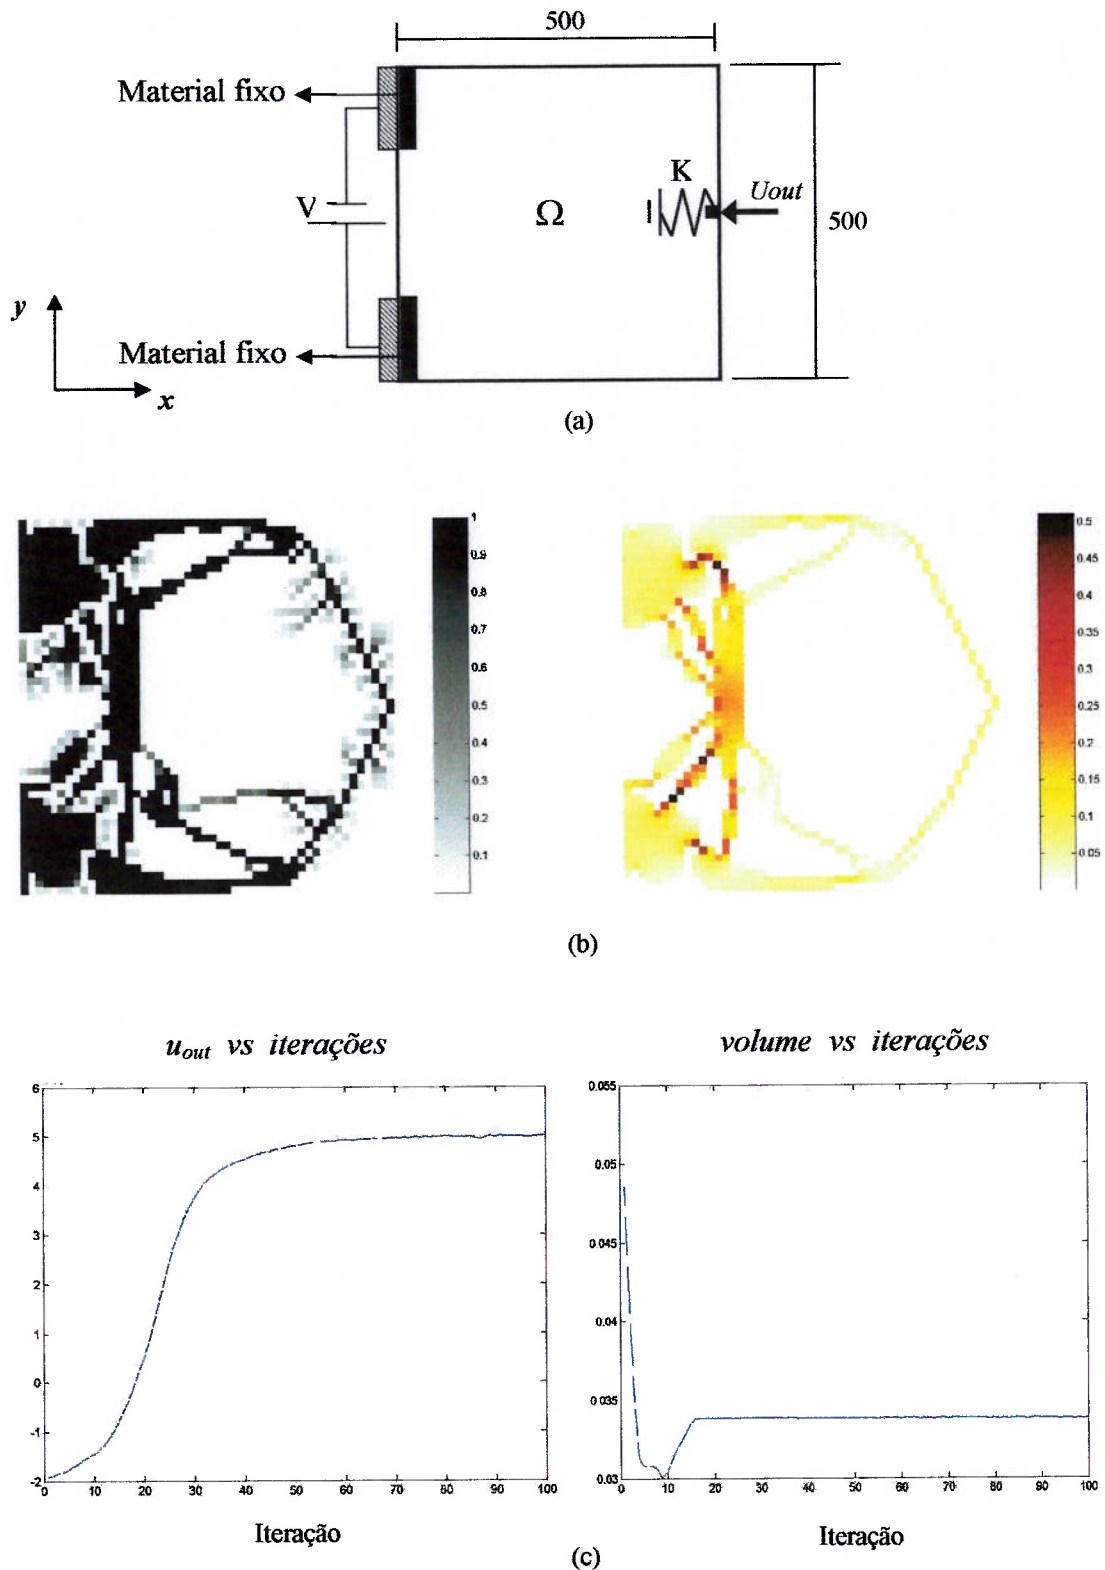 500
Material fixo
K
Uout
V
Ω
500
y
Material fixo
x
(a)
1
0.9
0.8
0.7
0.6
0.5
0.4
0.3
0.2
0.1
0.5
0.45
0.4
0.35
0.3
0.25
0.2
0.15
0.1
0.05
(b)
u_out vs iterações
volume vs iterações
6
5
4
3
2
1
0
-1
-2
0 10 20 30 40 50 60 70 80 90 100
Iteração
0.055
0.05
0.045
0.04
0.035
0.03
0 10 20 30 40 50 60 70 80 90 100
Iteração
(c)